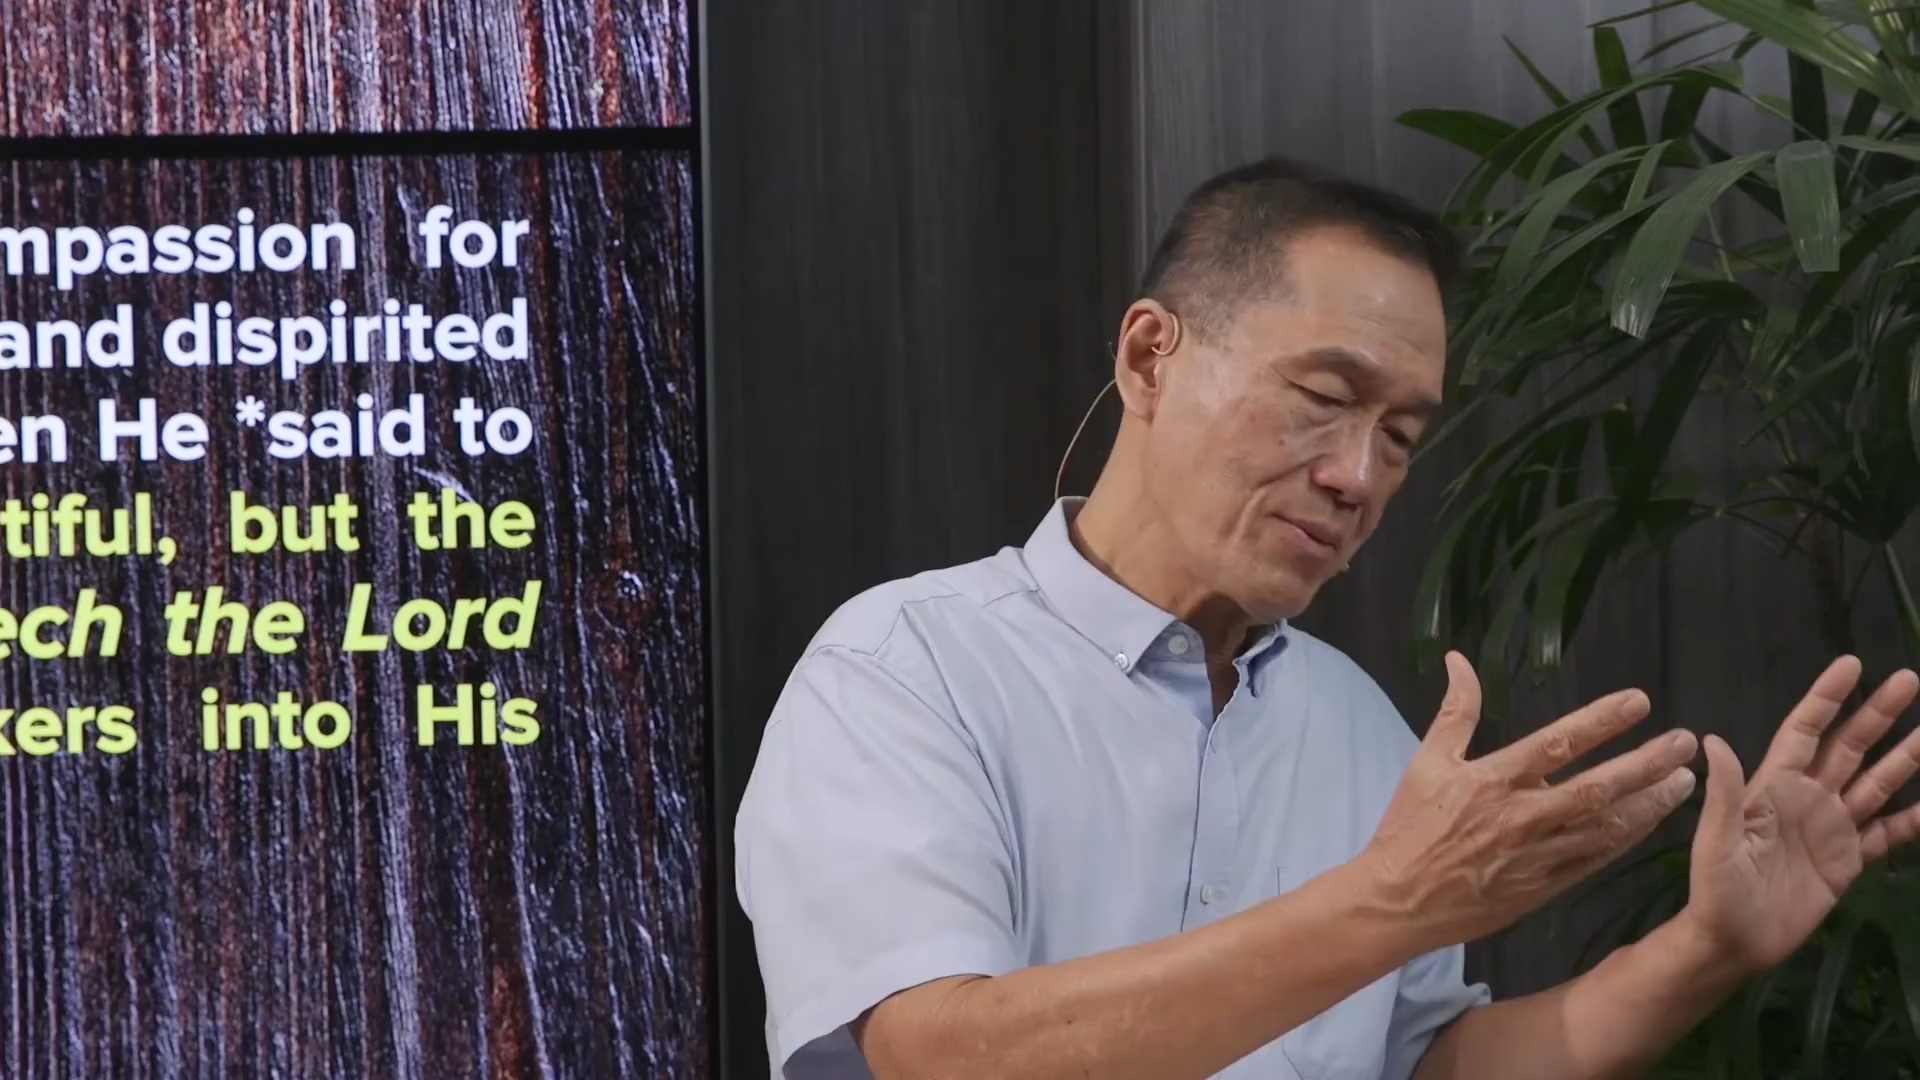 mpassion for
and dispirited
en He *said to
tiful, but the
ech the Lord
kers into His